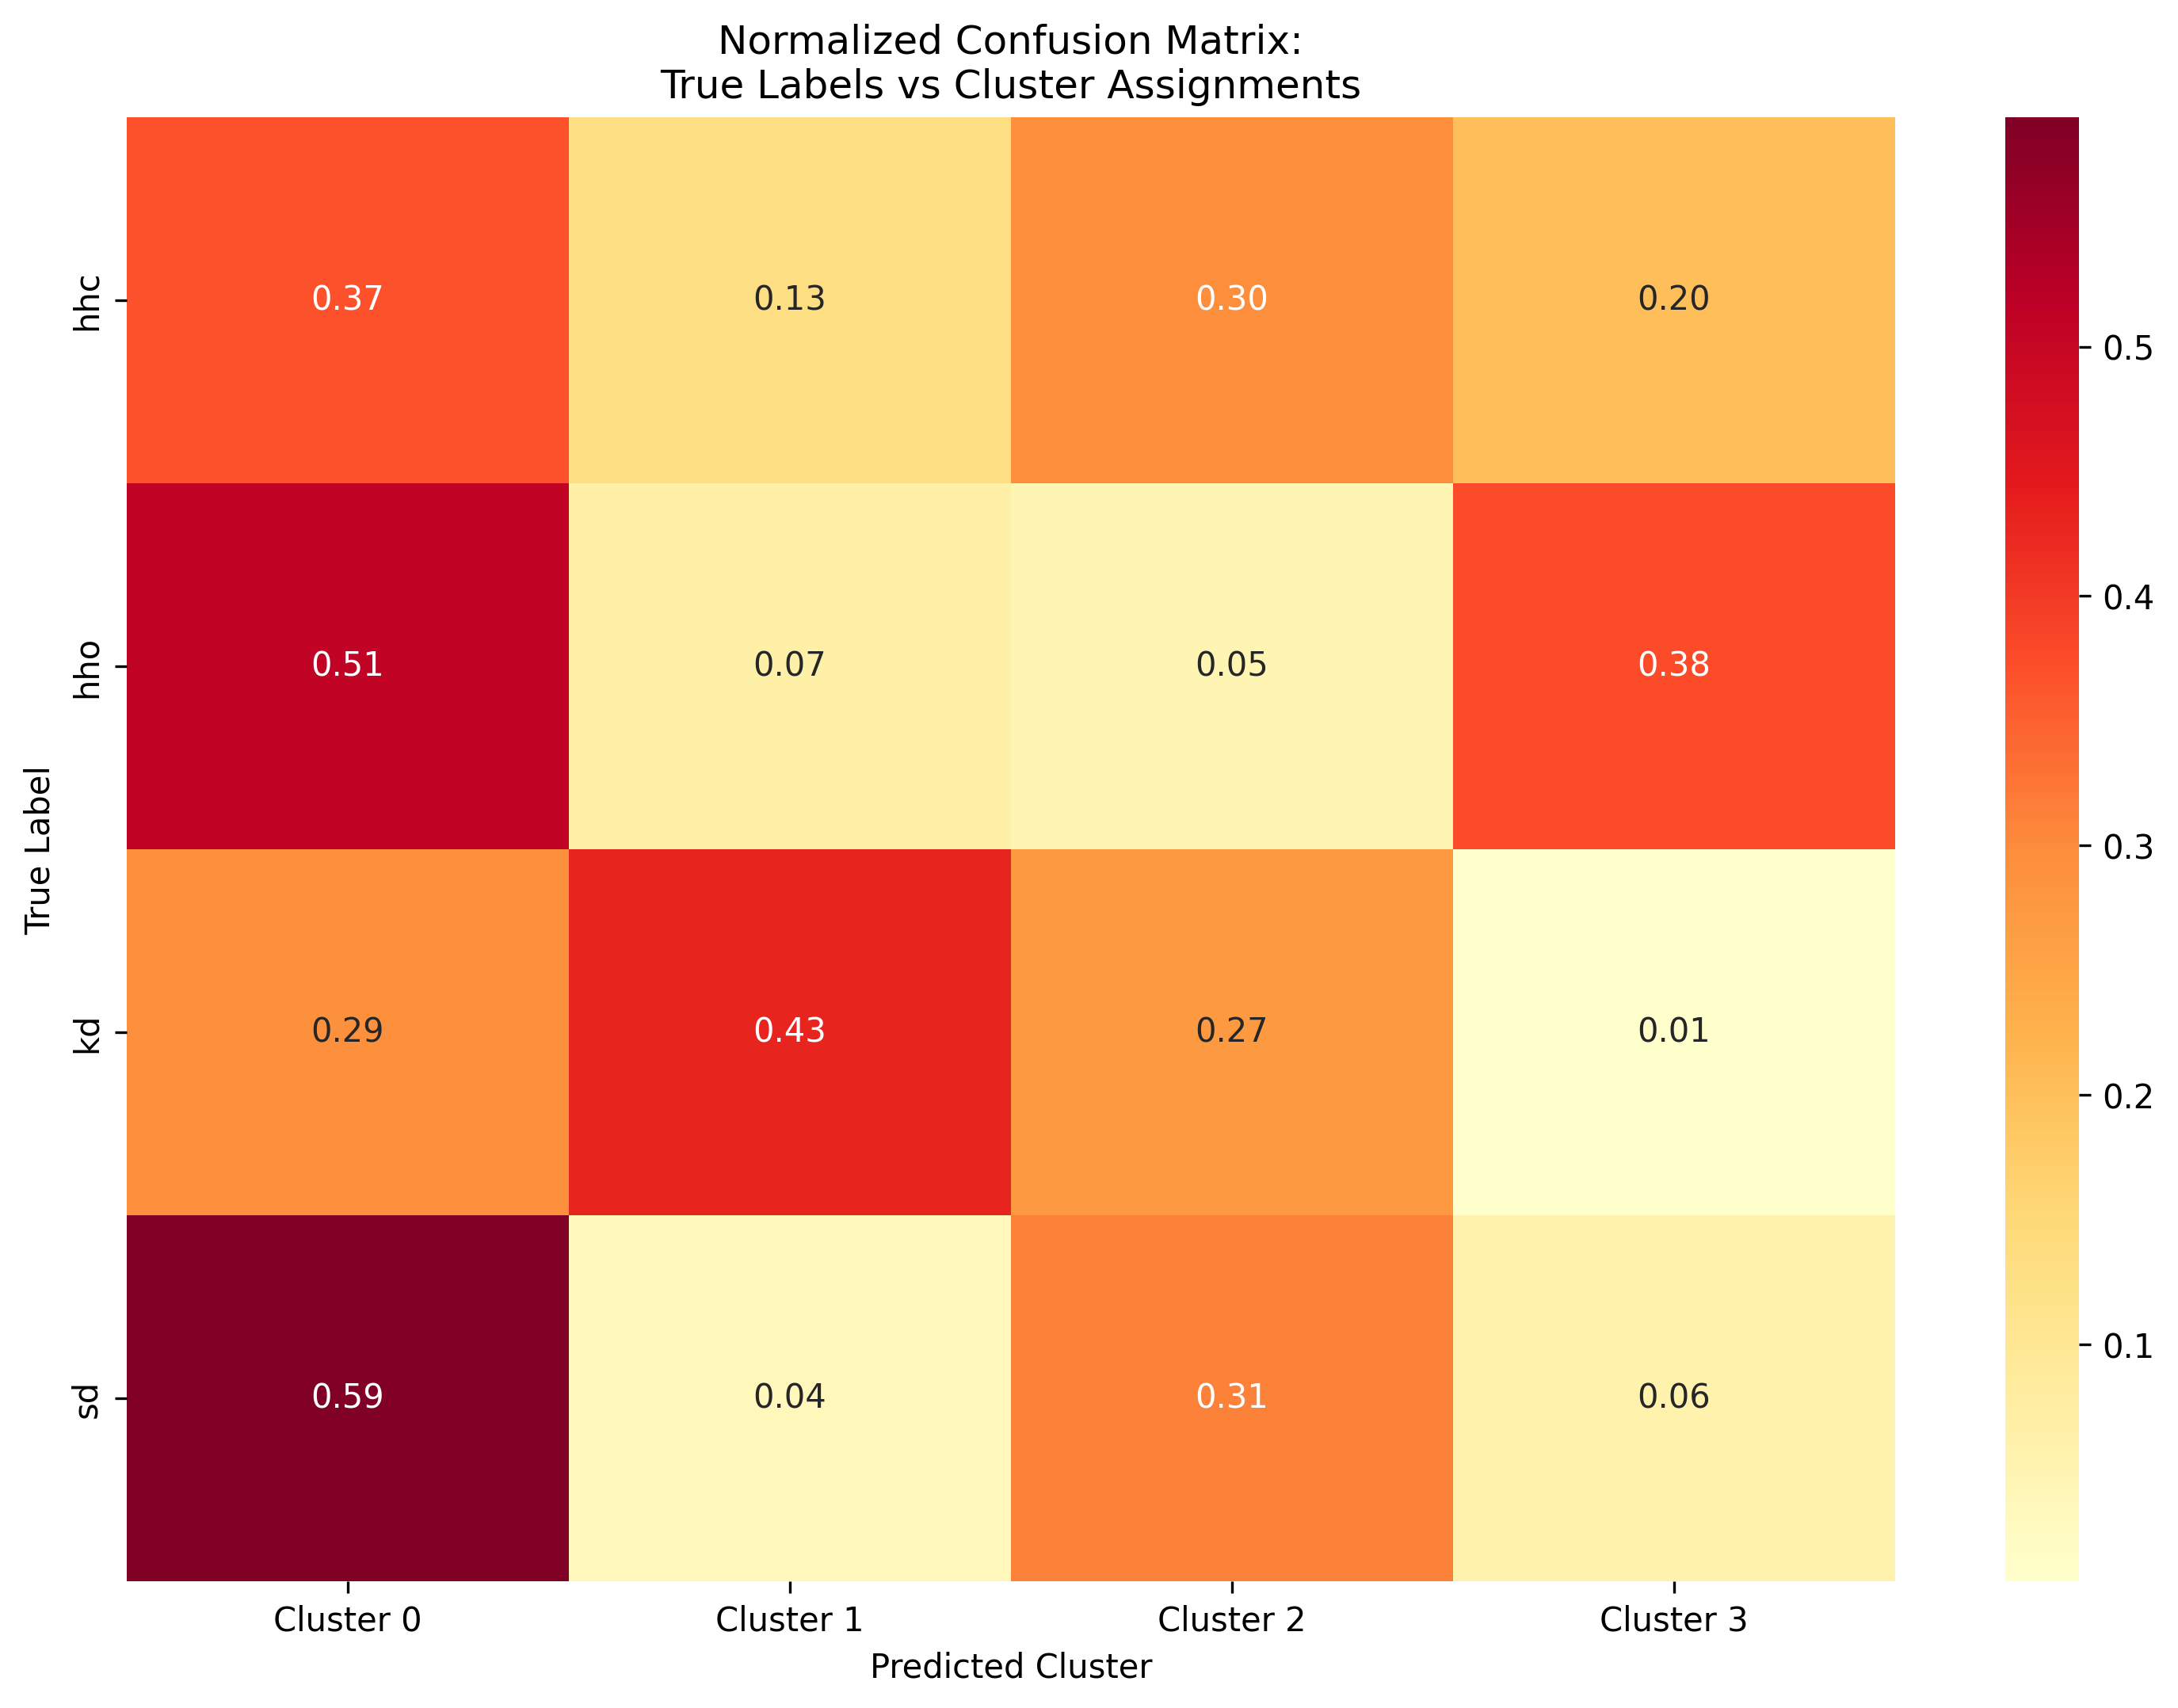 Normalized Confusion Matrix:
True Labels vs Cluster Assignments
True Label
hhc
0.37
0.13
0.30
0.20
hho
0.51
0.07
0.05
0.38
kd
0.29
0.43
0.27
0.01
sd
0.59
0.04
0.31
0.06
Cluster 0
Cluster 1
Cluster 2
Cluster 3
Predicted Cluster
0.5
0.4
0.3
0.2
0.1